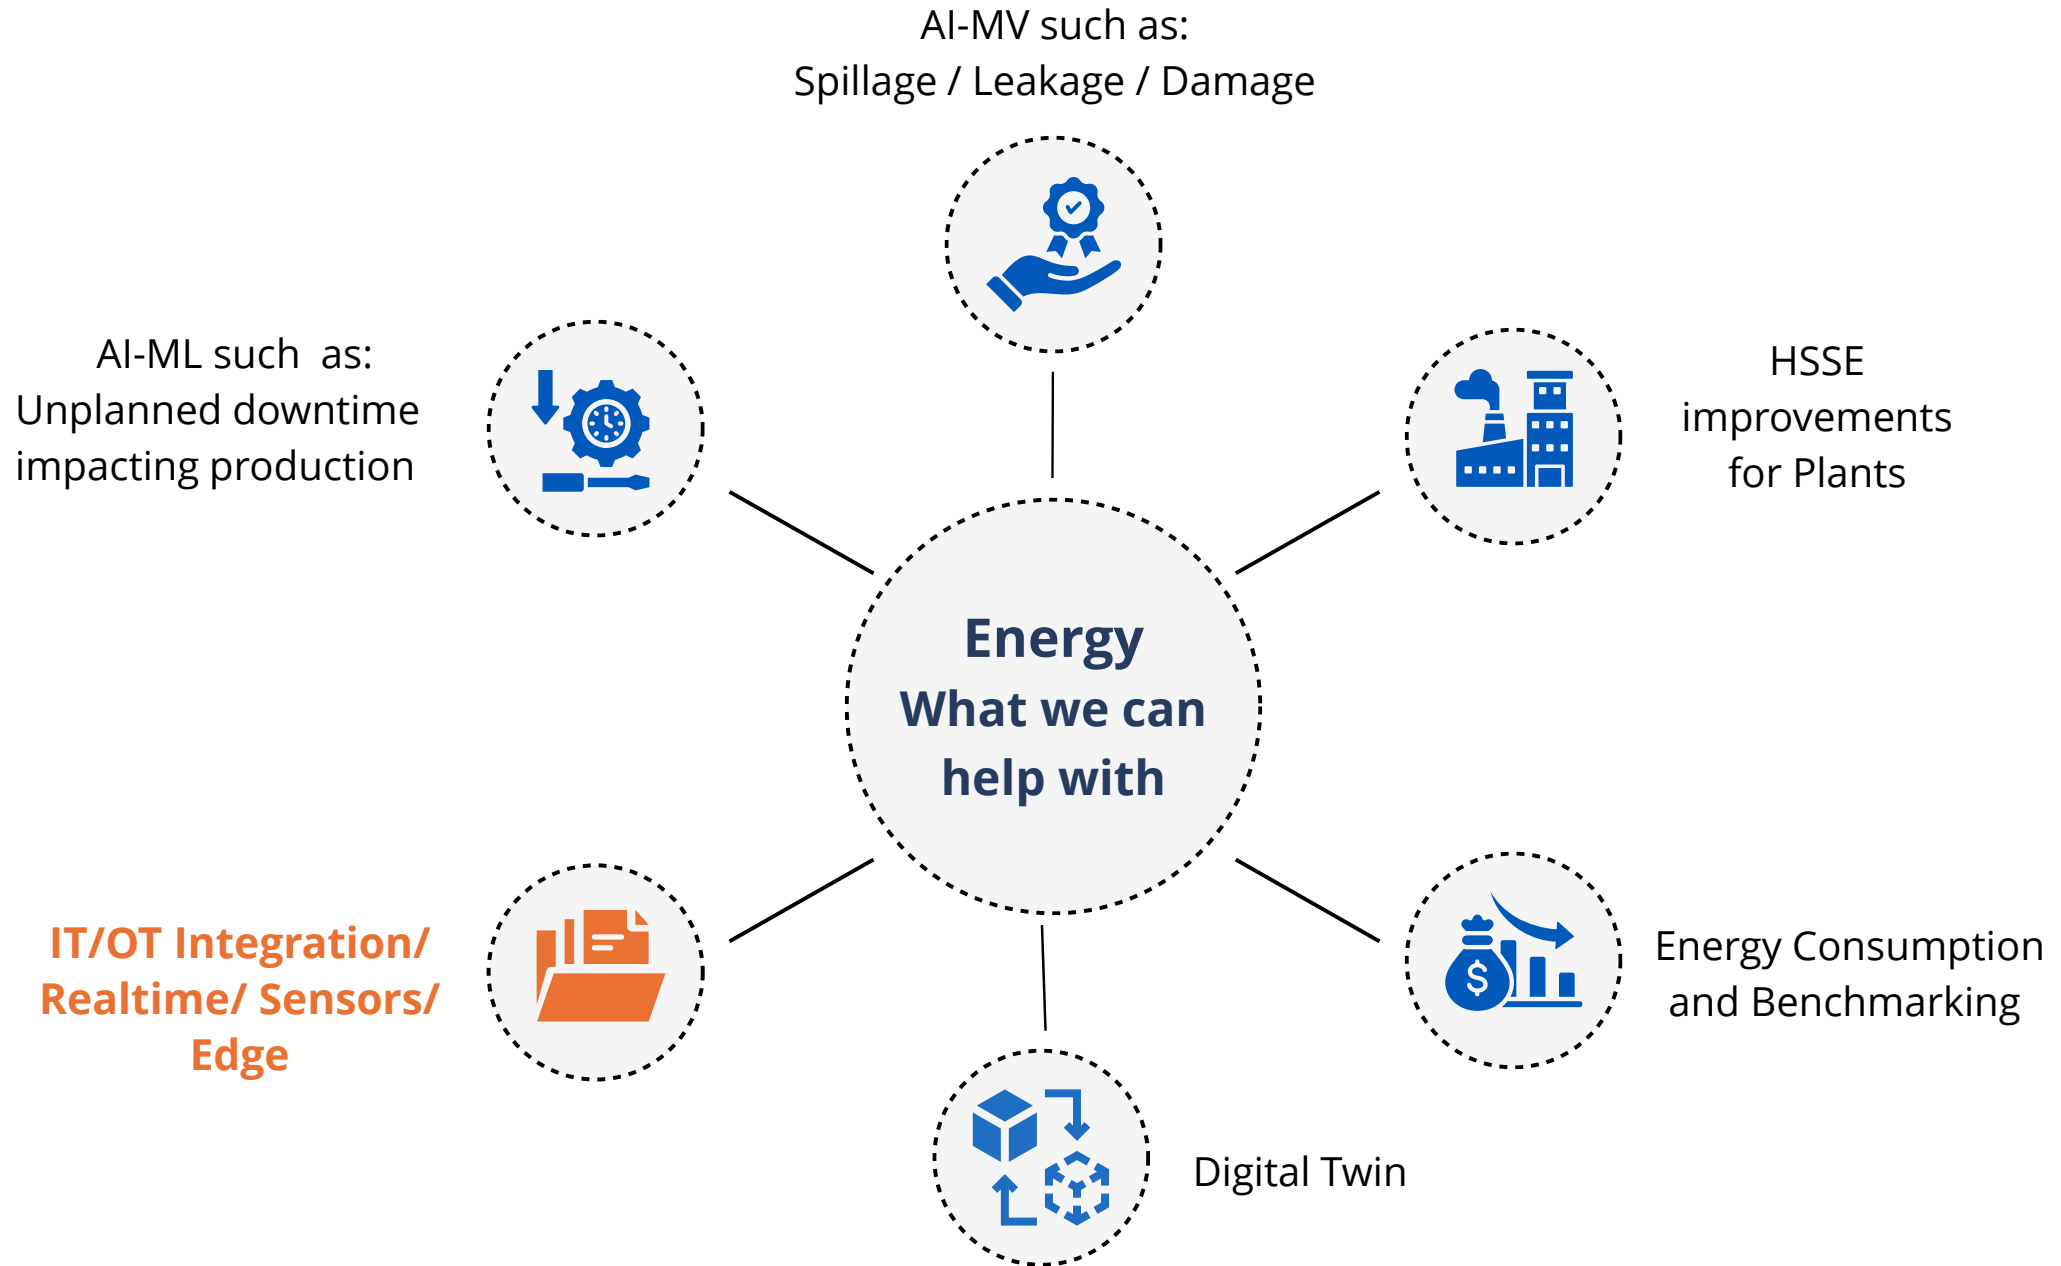 AI-MV such as:
Spillage / Leakage / Damage
AI-ML such  as:
Unplanned downtime
impacting production
HSSE
improvements
for Plants
Energy
What we can
help with
IT/OT Integration/
Realtime/ Sensors/
Edge
Energy Consumption
and Benchmarking
$
Digital Twin